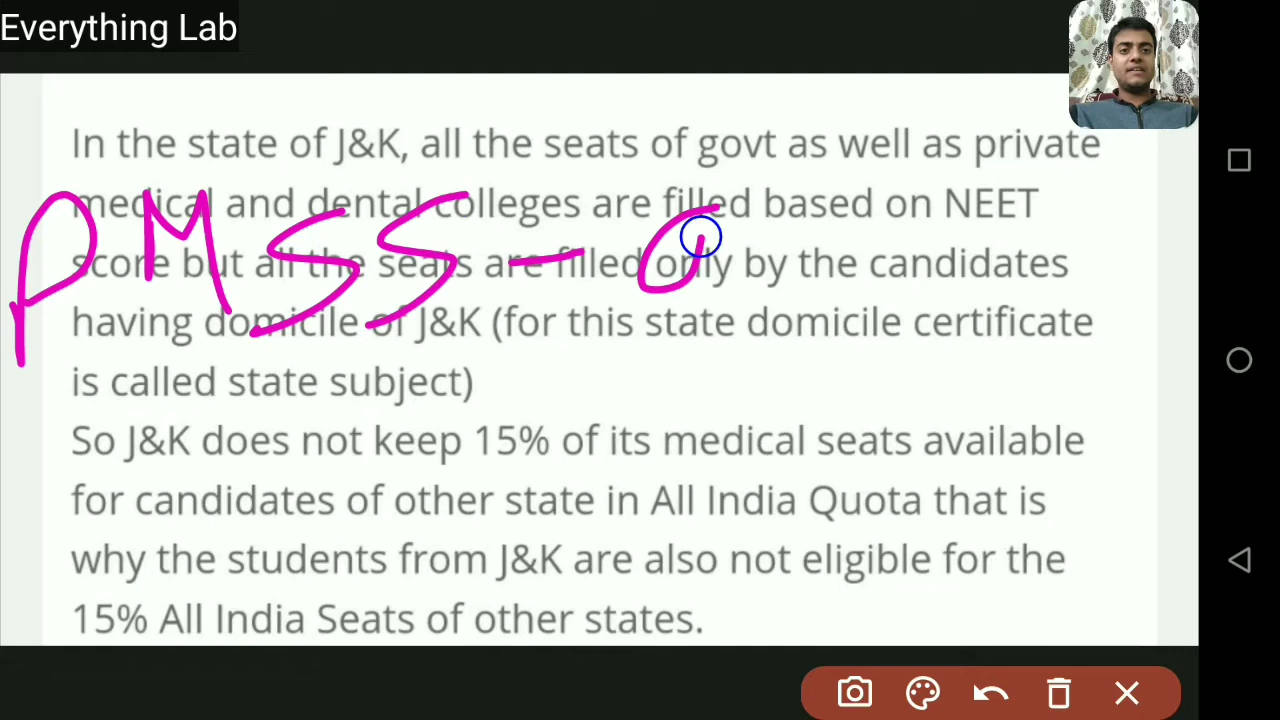 Everything Lab
In the state of J&K, all the seats of govt as well as private
medical and dental colleges are filled based on NEET
score but all the seats are filled only by the candidates
having domicile of J&K (for this state domicile certificate
is called state subject)
So J&K does not keep 15% of its medical seats available
for candidates of other state in All India Quota that is
why the students from J&K are also not eligible for the
15% All India Seats of other states.
PMSS-